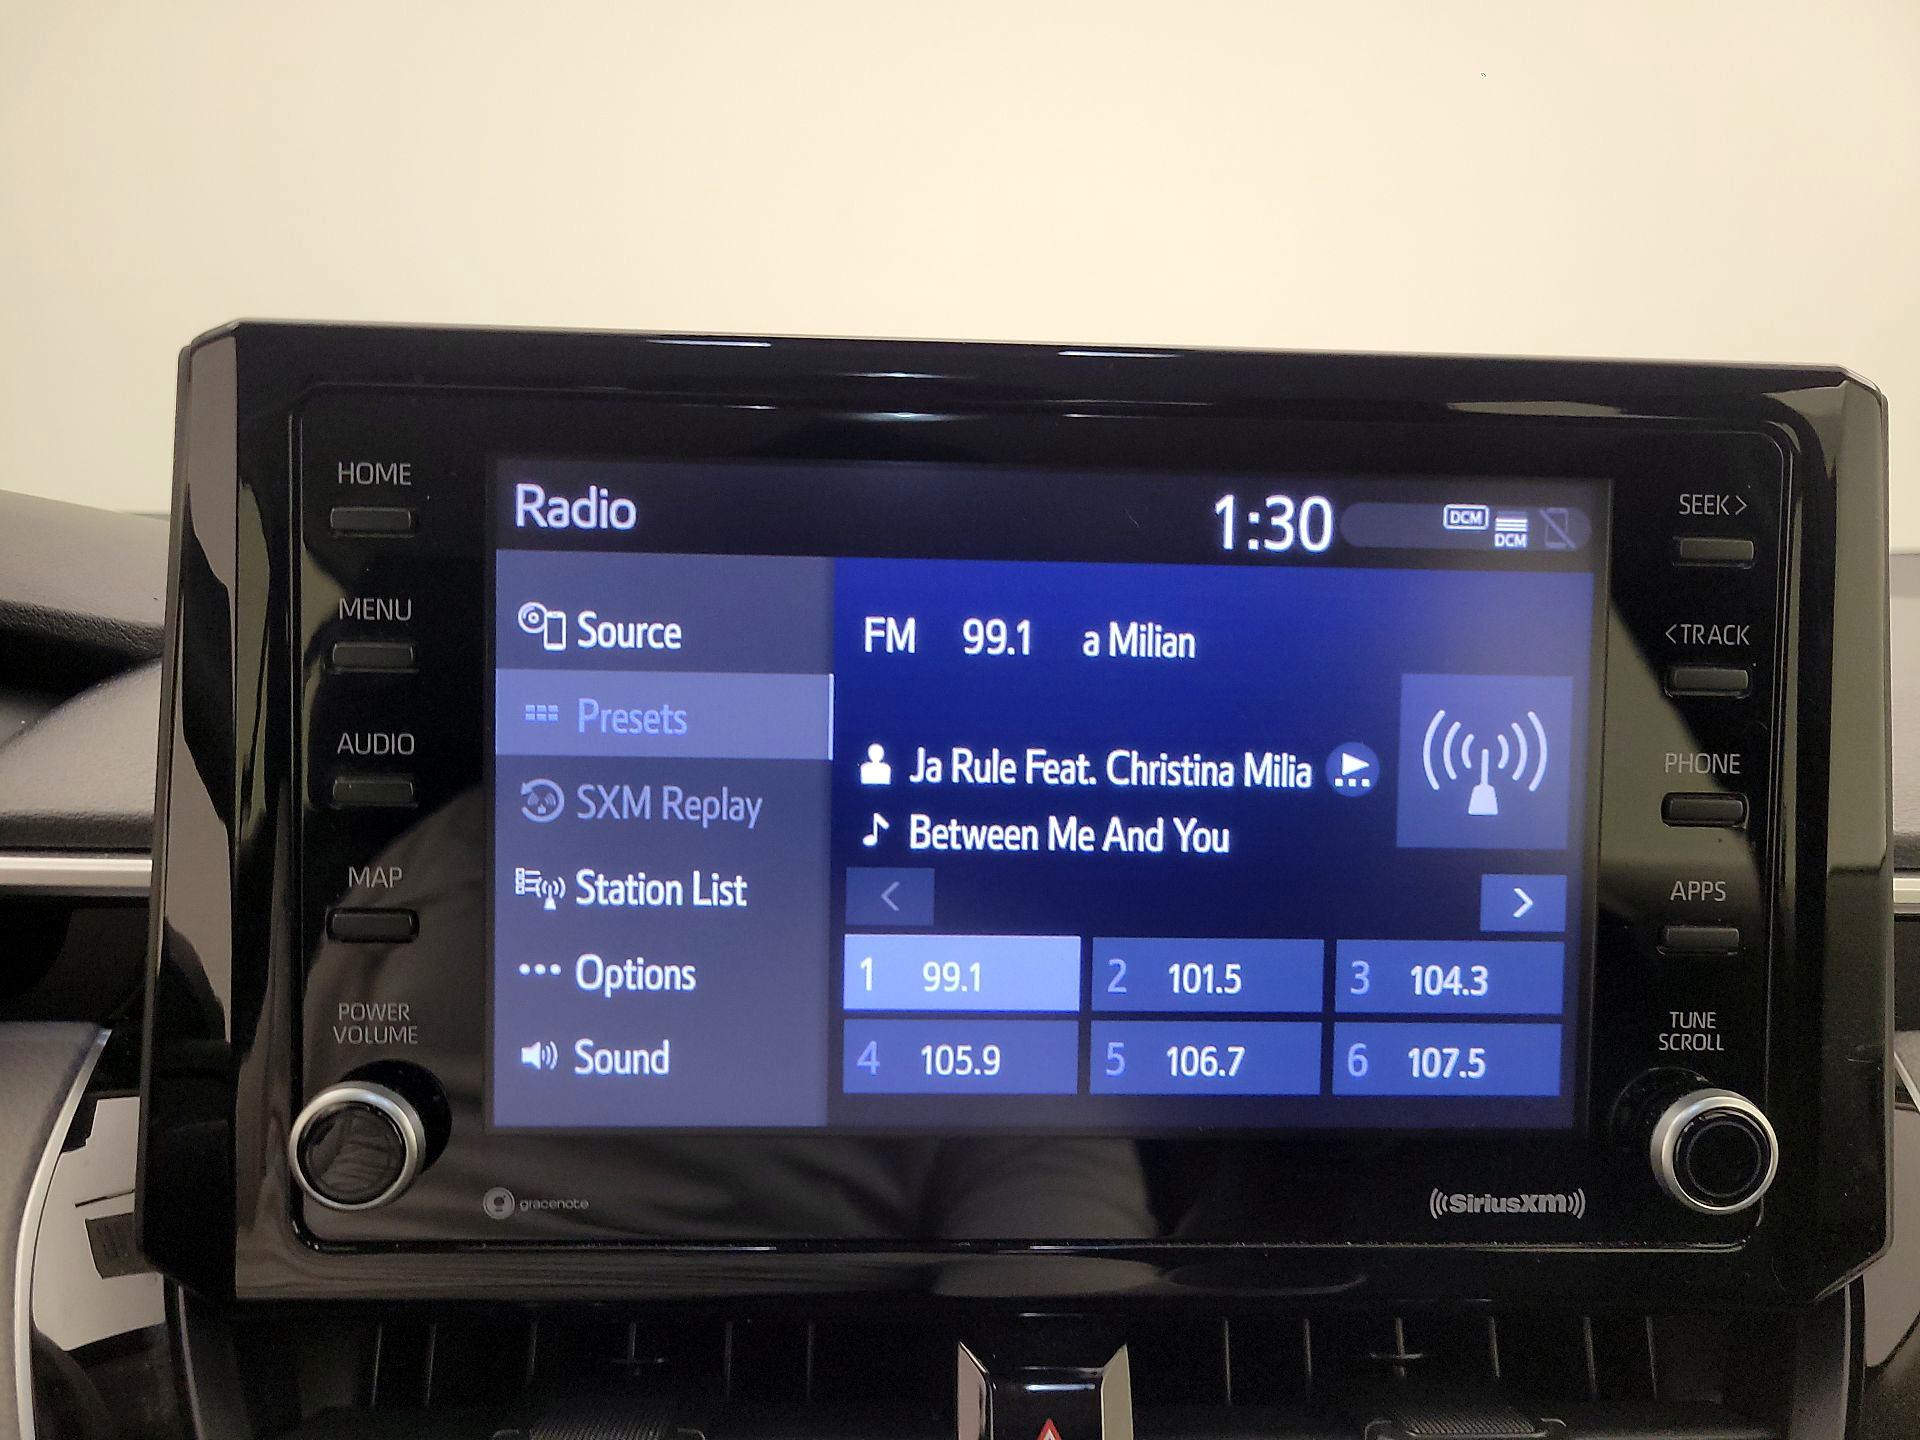 HOME
MENU
AUDIO
MAP
POWER
VOLUME
Radio
1:30
DCM
DCM
Source
Presets
SXM Replay
Station List
Options
Sound
FM 99.1 a Milian
Ja Rule Feat. Christina Milia
Between Me And You
<
>
1 99.1
2 101.5
3 104.3
4 105.9
5 106.7
6 107.5
SEEK >
< TRACK
PHONE
APPS
TUNE
SCROLL
gracenote
((SiriusXM))